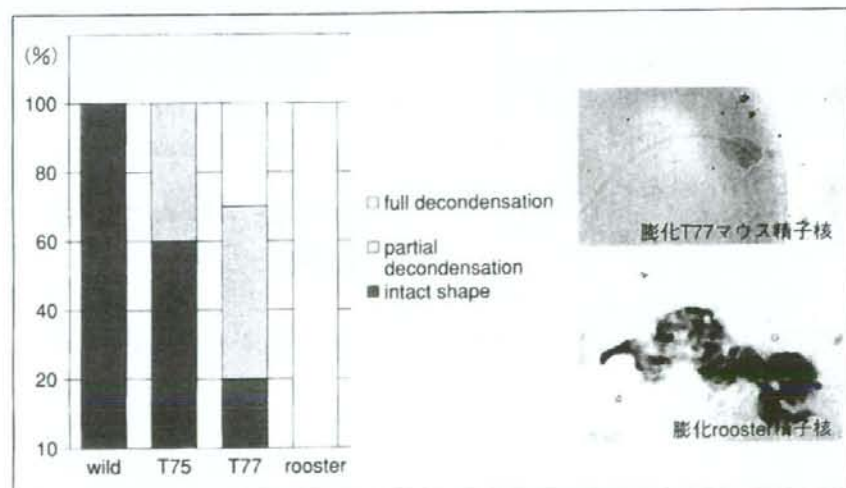 (%)
100
80
60
40
20
10
wild T75 T77 rooster
full decondensation
partial
decondensation
intact shape
膨化T77マウス精子核
膨化rooster精子核